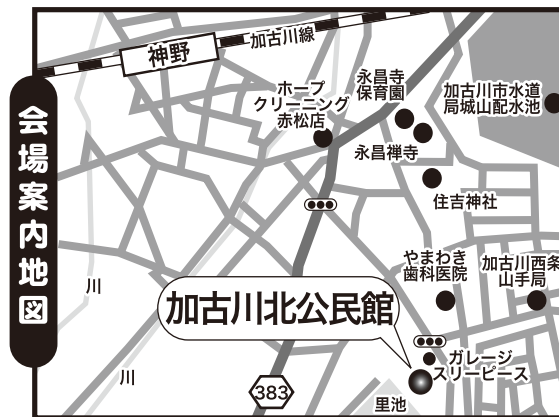 会場案内地図
神野
加古川線
ホープ
クリーニング
赤松店
永昌寺
保育園
加古川市水道
局城山配水池
永昌禅寺
住吉神社
やまわき
歯科医院
加古川西条
山手局
川
加古川北公民館
川
383
ガレージ
スリーピース
里池